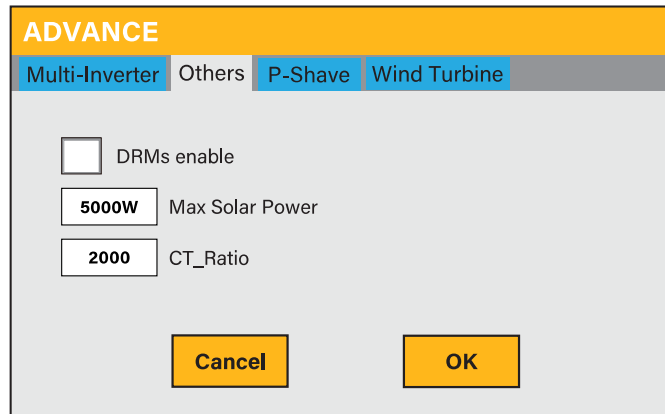 ADVANCE
Multi-Inverter Others P-Shave Wind Turbine
DRMs enable
5000W Max Solar Power
2000 CT_Ratio
Cancel OK